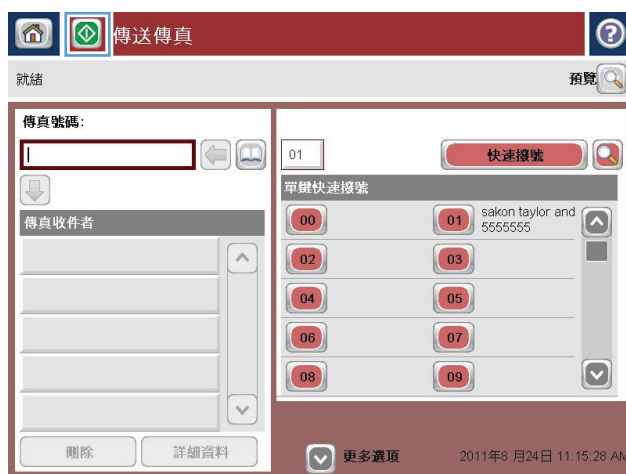 傳送傳真
就緒
預覽
傳真號碼:
傳真收件者
刪除
詳細資料
01
快速撥號
單鍵快速撥號
00
01 sakon taylor and
5555555
02
03
04
05
06
07
08
09
更多選項
2011年8 月24日 11:15:28 AM